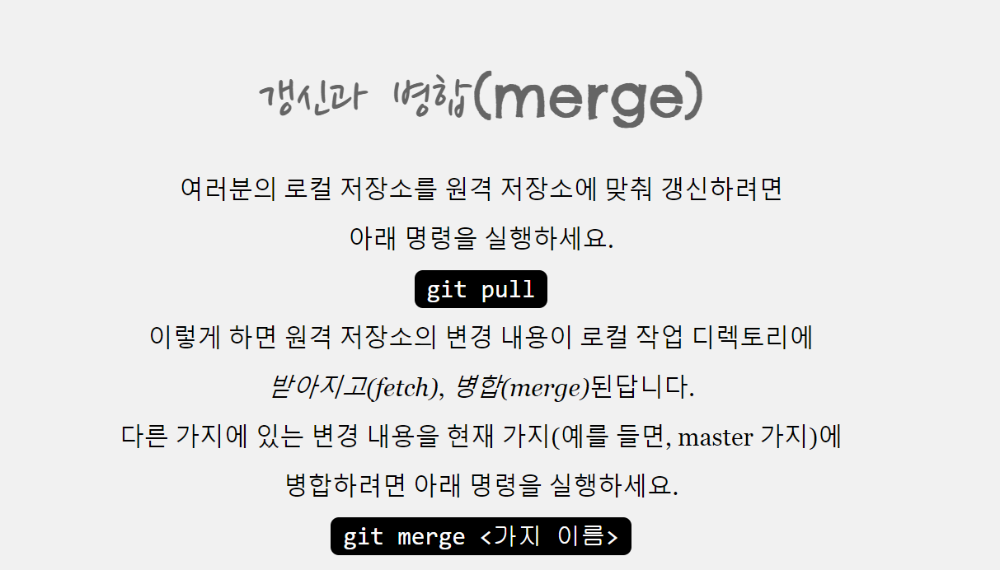 갱신과 병합(merge)
여러분의 로컬 저장소를 원격 저장소에 맞춰 갱신하려면
아래 명령을 실행하세요.
git pull
이렇게 하면 원격 저장소의 변경 내용이 로컬 작업 디렉토리에
받아지고(fetch), 병합(merge)된답니다.
다른 가지에 있는 변경 내용을 현재 가지(예를 들면, master 가지)에
병합하려면 아래 명령을 실행하세요.
git merge <가지 이름>